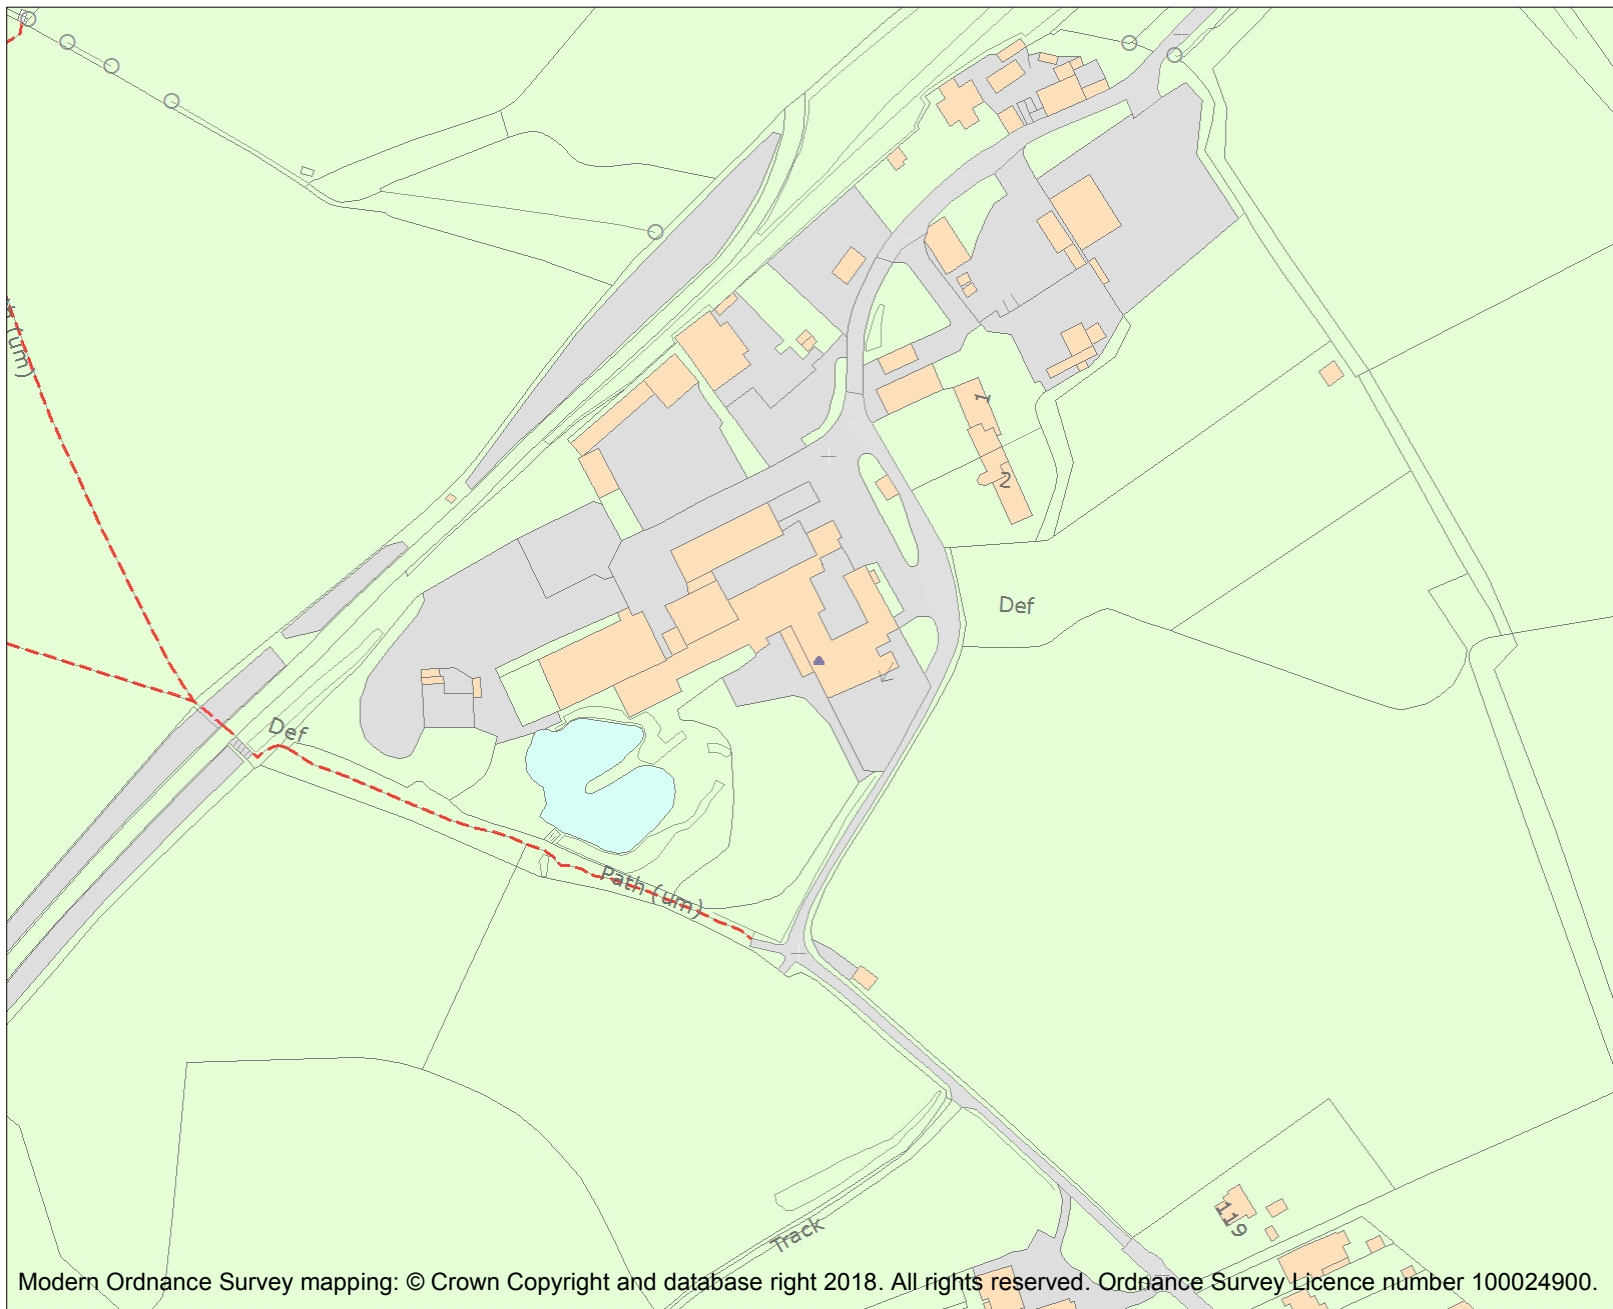 (um)
1
2
Def
Def
Path (um)
Track
119
Modern Ordnance Survey mapping: © Crown Copyright and database right 2018. All rights reserved. Ordnance Survey Licence number 100024900.